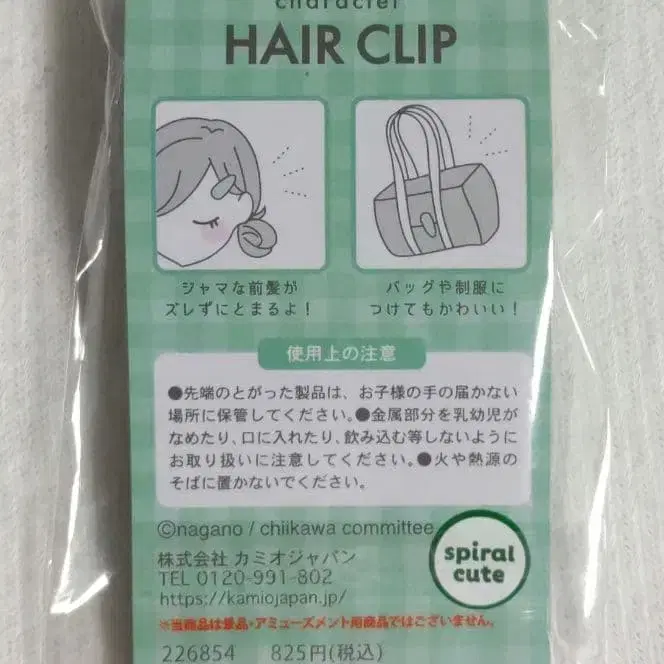 character
HAIR CLIP
ジャマな前髪が
ズレずにとまるよ！
バッグや制服に
つけてもかわいい！
使用上の注意
●先端のとがった製品は、お子様の手の届かない
場所に保管してください。●金属部分を乳幼児が
なめたり、口に入れたり、飲み込む等しないように
お取り扱いに注意してください。●火や熱源の
そばに置かないでください。
©nagano / chiikawa committee
spiral
cute
株式会社 カミオジャパン
TEL 0120-991-802
https://kamiojapan.jp/
※当商品は景品・アミューズメント用商品ではございません。
226854 825円(税込)